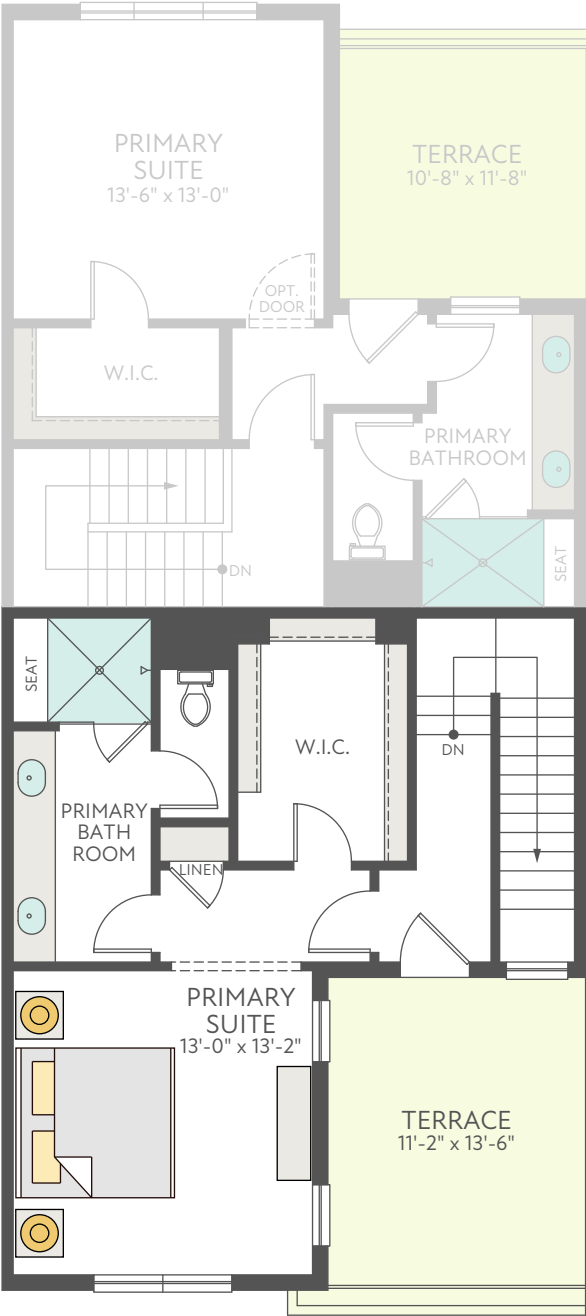 PRIMARY
SUITE
13'-6" x 13'-0"
TERRACE
10'-8" x 11'-8"
OPT.
DOOR
W.I.C.
PRIMARY
BATHROOM
SEAT
DN
SEAT
W.I.C.
DN
PRIMARY
BATH
ROOM
LINEN
PRIMARY
SUITE
13'-0" x 13'-2"
TERRACE
11'-2" x 13'-6"